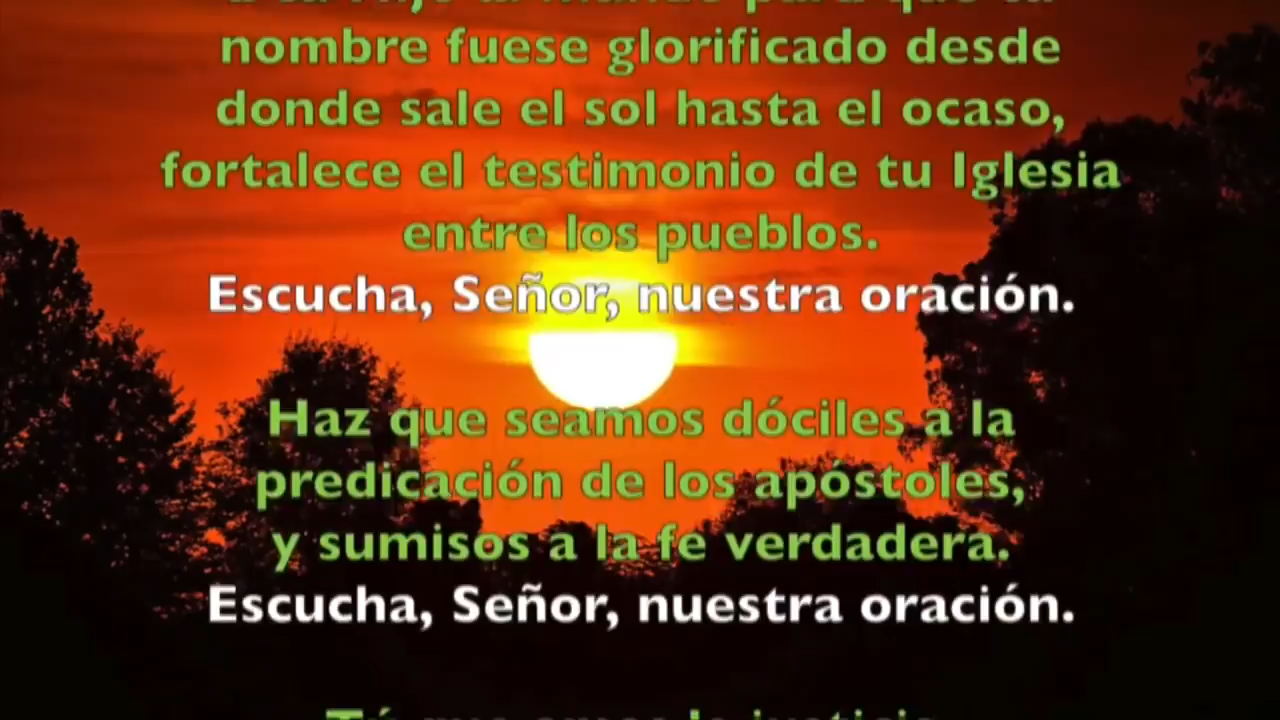 nombre fuese glorificado desde
donde sale el sol hasta el ocaso,
fortalece el testimonio de tu Iglesia
entre los pueblos.
Escucha, Señor, nuestra oración.
Haz que seamos dóciles a la
predicación de los apóstoles,
y sumisos a la fe verdadera.
Escucha, Señor, nuestra oración.